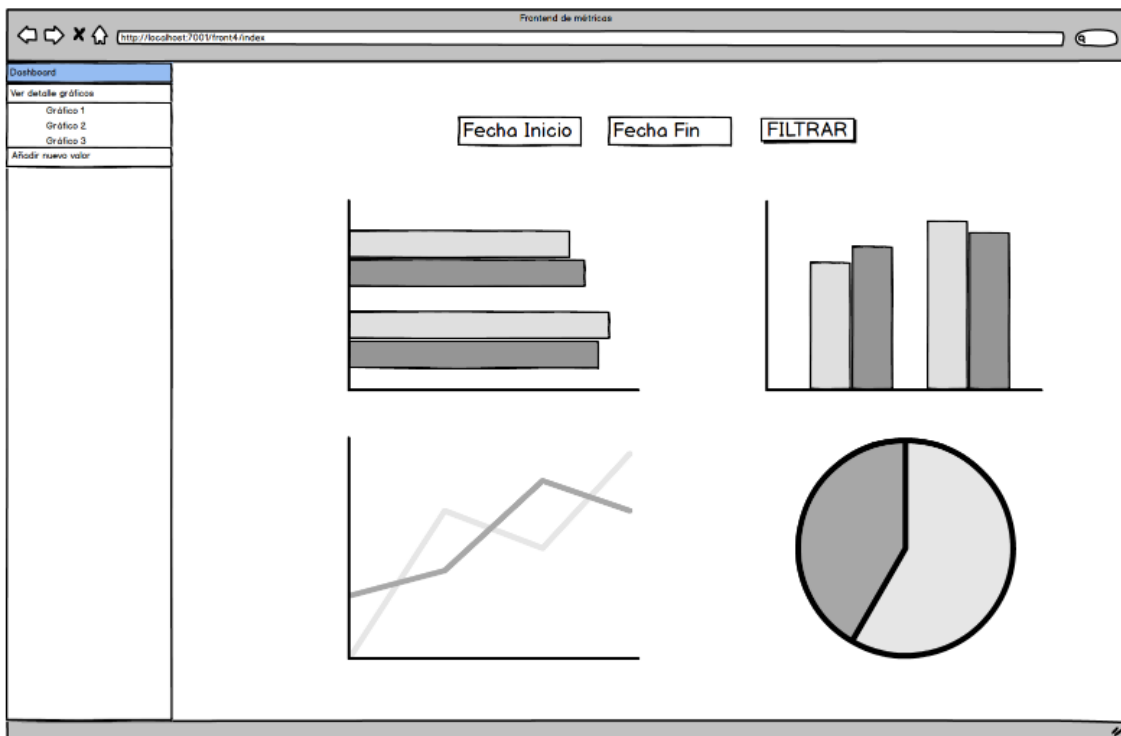 Frontend de métricas
http://localhost:7001/front4/index
Dashboard
Ver detalle gráficos
Gráfico 1
Gráfico 2
Gráfico 3
Añadir nuevo valor
Fecha Inicio
Fecha Fin
FILTRAR